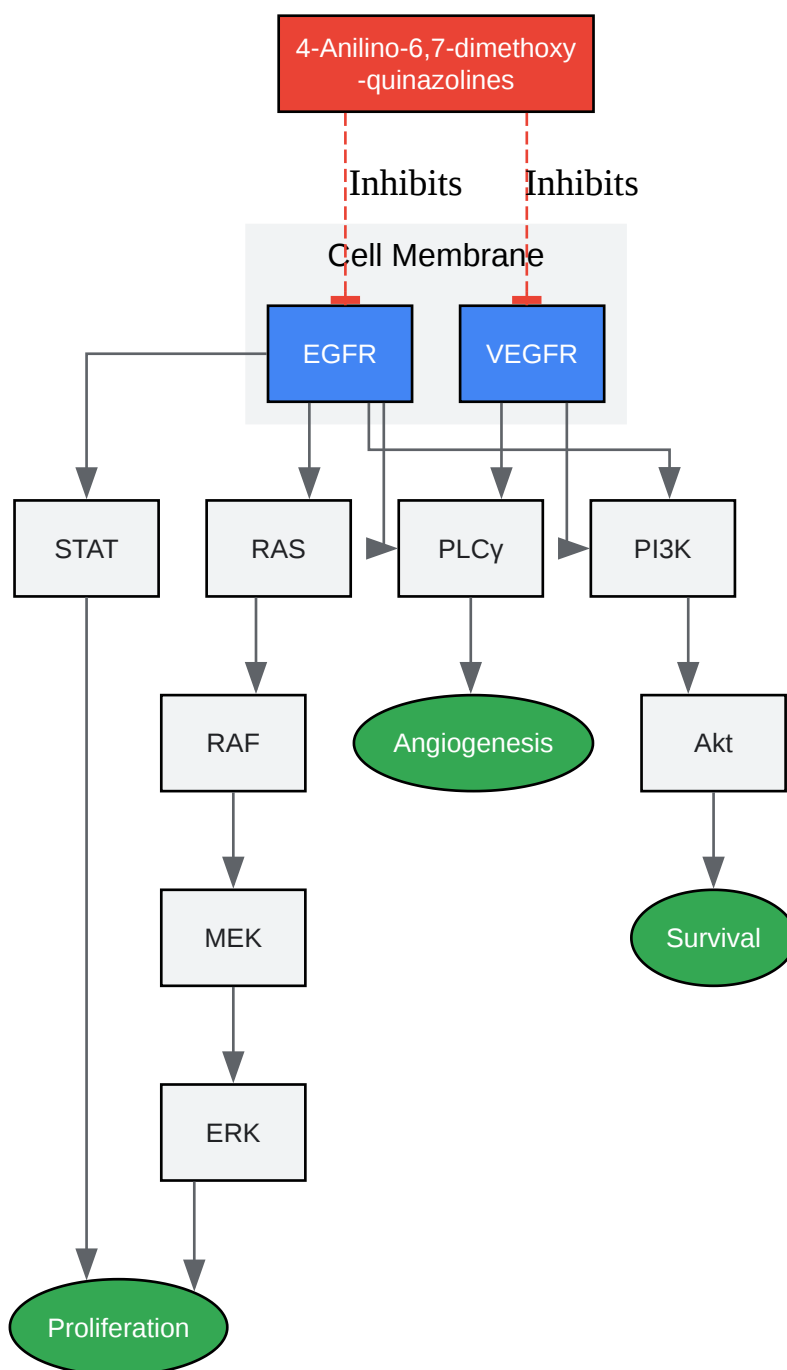 4-Anilino-6,7-dimethoxy
-quinazolines
Inhibits
Inhibits
Cell Membrane
EGFR
VEGFR
STAT
RAS
PLCγ
PI3K
RAF
Angiogenesis
Akt
MEK
Survival
ERK
Proliferation